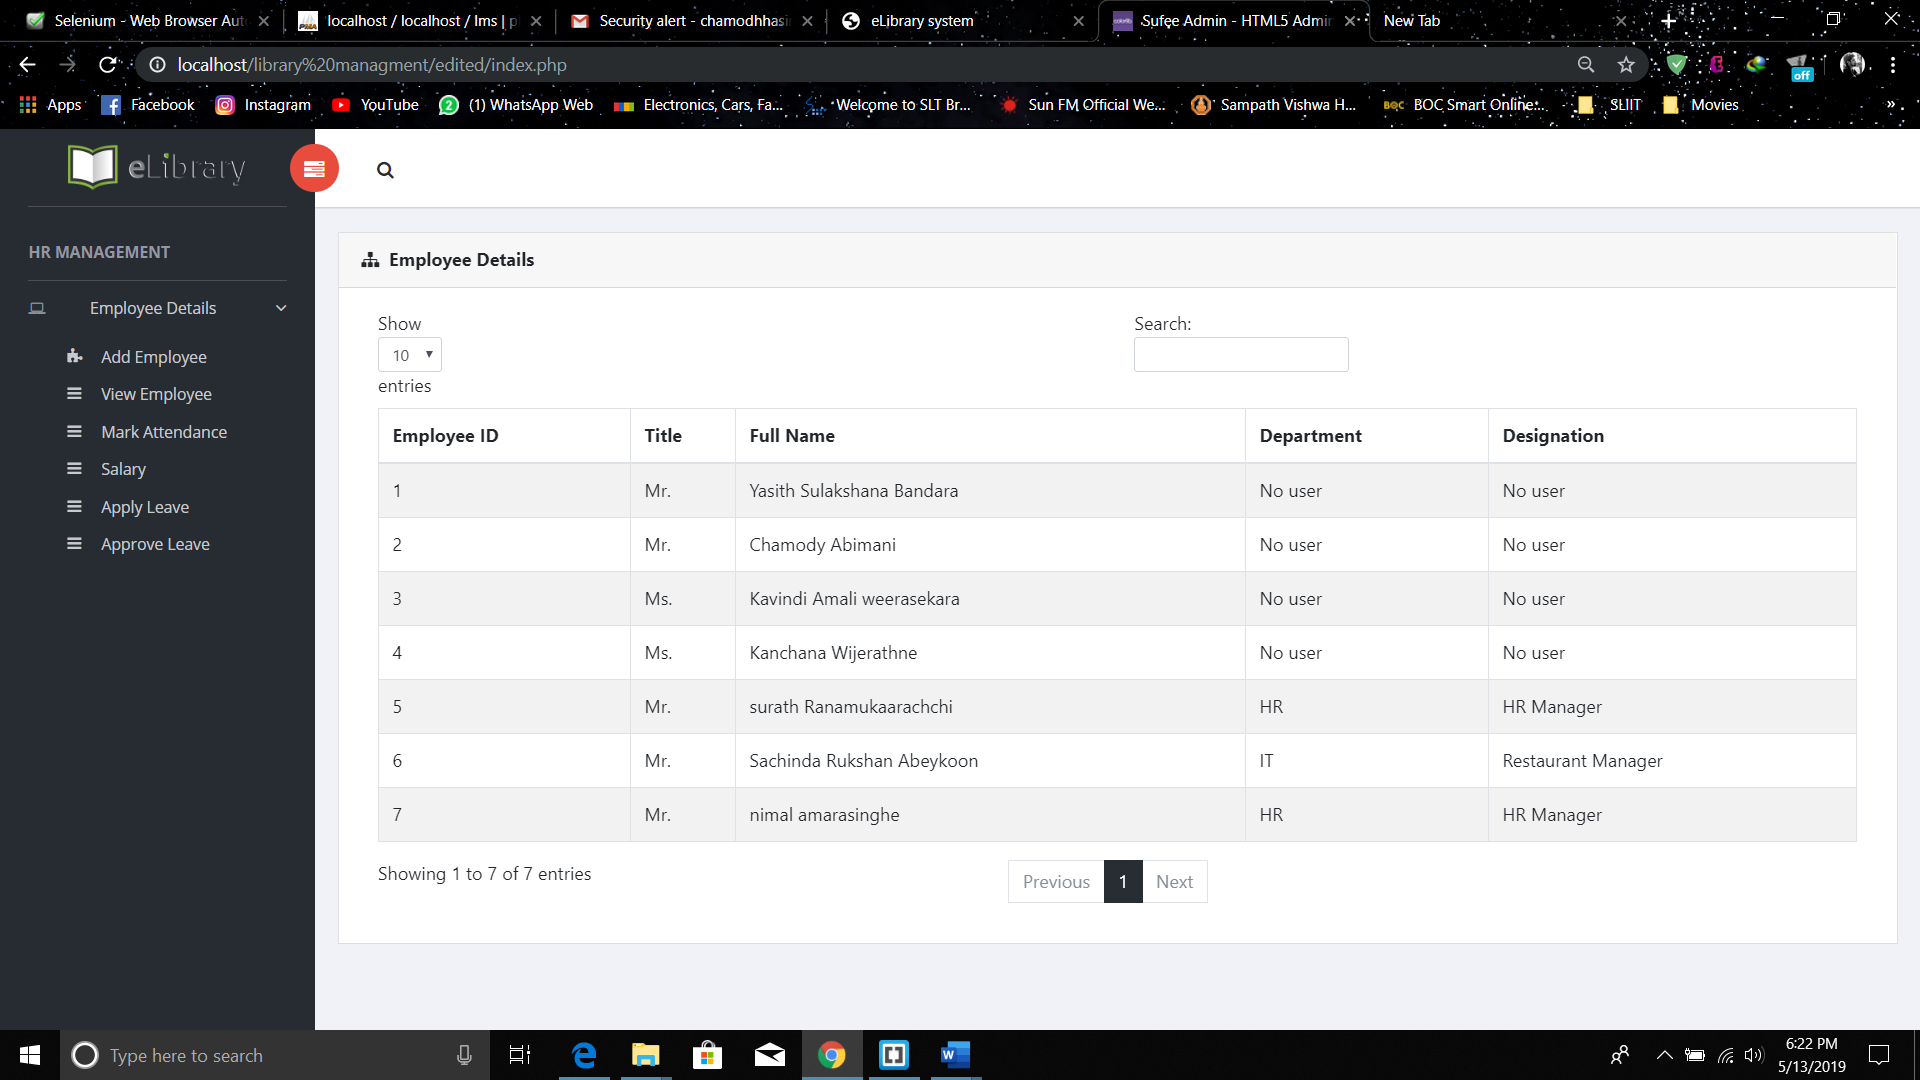 Selenium - Web Browser Aut
localhost / localhost / lms | p
Security alert - chamodhhasi
eLibrary system
Sufee Admin - HTML5 Admin
New Tab
localhost/library%20managment/edited/index.php
off
Apps
Facebook
Instagram
YouTube
(1) WhatsApp Web
Electronics, Cars, Fa...
Welcome to SLT Br...
Sun FM Official We...
Sampath Vishwa H...
BOC Smart Online...
SLIIT
Movies
»
eLibrary
HR MANAGEMENT
Employee Details
Add Employee
View Employee
Mark Attendance
Salary
Apply Leave
Approve Leave
Employee Details
Show
10
entries
Search:
Employee ID Title Full Name Department Designation
1 Mr. Yasith Sulakshana Bandara No user No user
2 Mr. Chamody Abimani No user No user
3 Ms. Kavindi Amali weerasekara No user No user
4 Ms. Kanchana Wijerathne No user No user
5 Mr. surath Ranamukaarachchi HR HR Manager
6 Mr. Sachinda Rukshan Abeykoon IT Restaurant Manager
7 Mr. nimal amarasinghe HR HR Manager
Showing 1 to 7 of 7 entries
Previous 1 Next
Type here to search
6:22 PM
5/13/2019